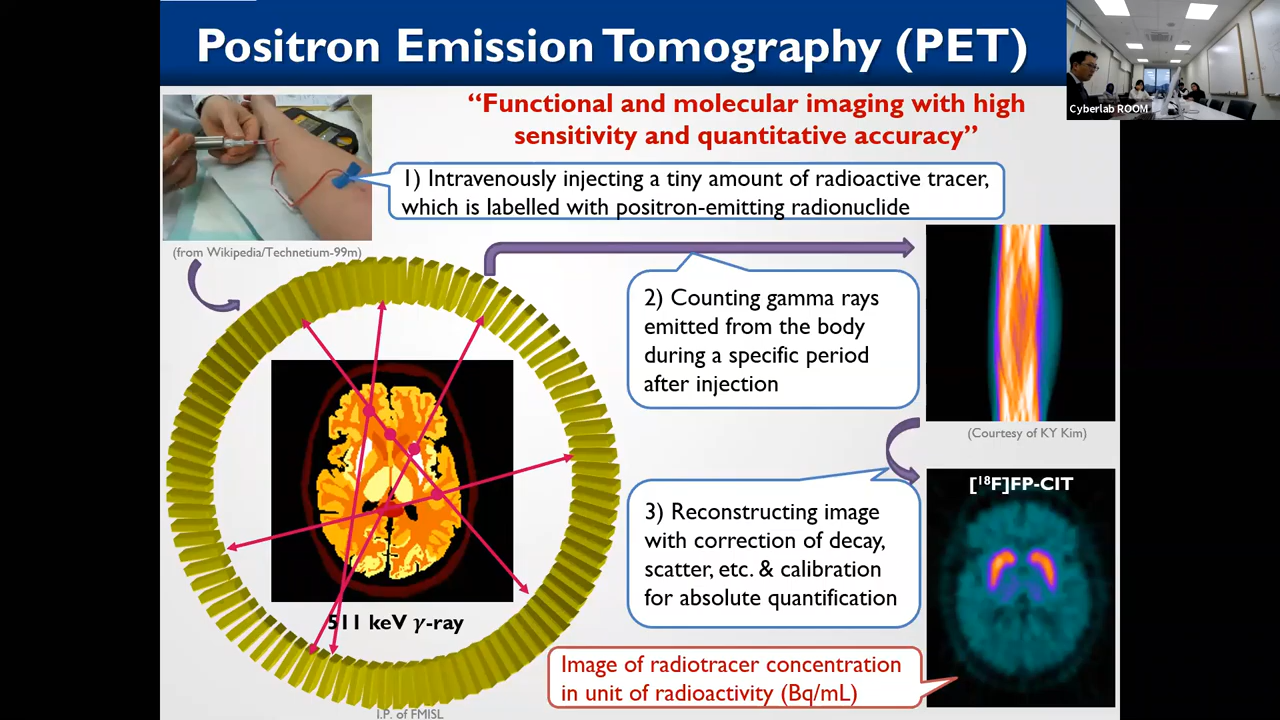 Positron Emission Tomography (PET)
Cyberlab ROOM
“Functional and molecular imaging with high
sensitivity and quantitative accuracy”
1) Intravenously injecting a tiny amount of radioactive tracer,
which is labelled with positron-emitting radionuclide
(from Wikipedia/Technetium-99m)
2) Counting gamma rays
emitted from the body
during a specific period
after injection
(Courtesy of KY Kim)
[¹⁸F]FP-CIT
3) Reconstructing image
with correction of decay,
scatter, etc. & calibration
for absolute quantification
511 keV γ-ray
Image of radiotracer concentration
in unit of radioactivity (Bq/mL)
I.P. of FMISL